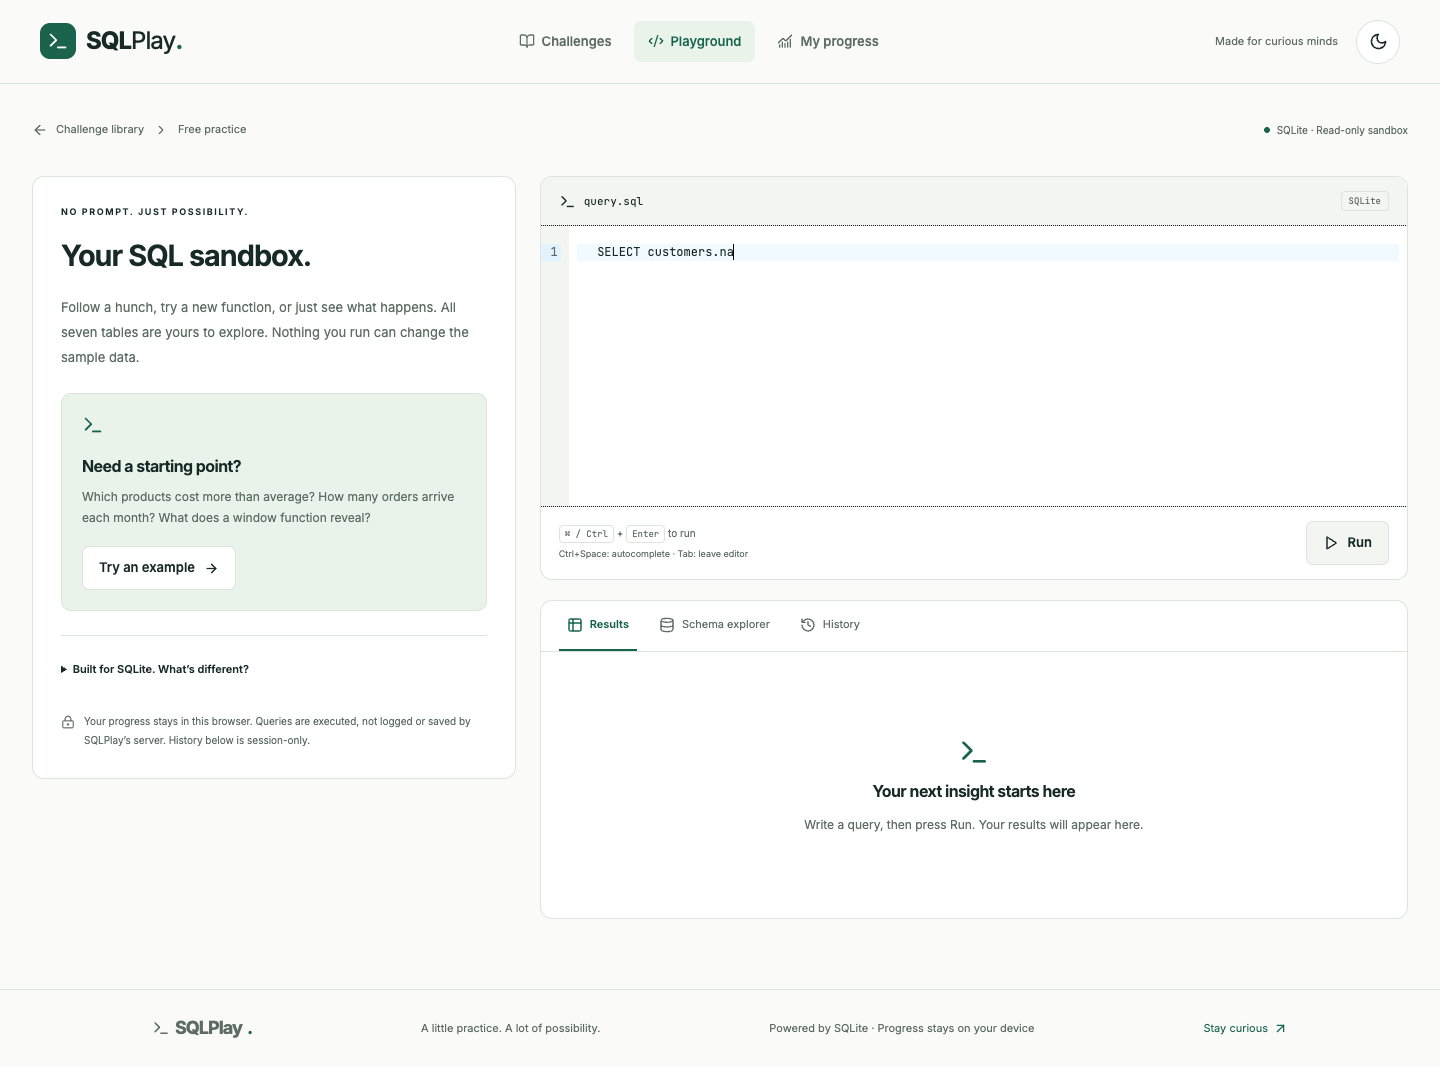 SQLPlay.
Challenges
Playground
My progress
Made for curious minds
Challenge library
Free practice
SQLite · Read-only sandbox
NO PROMPT. JUST POSSIBILITY.
Your SQL sandbox.
Follow a hunch, try a new function, or just see what happens. All
seven tables are yours to explore. Nothing you run can change the
sample data.
Need a starting point?
Which products cost more than average? How many orders arrive
each month? What does a window function reveal?
Try an example
Built for SQLite. What’s different?
Your progress stays in this browser. Queries are executed, not logged or saved by
SQLPlay’s server. History below is session-only.
query.sql
SQLite
1 SELECT customers.na
⌘ / Ctrl + Enter to run
Ctrl+Space: autocomplete · Tab: leave editor
Run
Results
Schema explorer
History
Your next insight starts here
Write a query, then press Run. Your results will appear here.
SQLPlay .
A little practice. A lot of possibility.
Powered by SQLite · Progress stays on your device
Stay curious